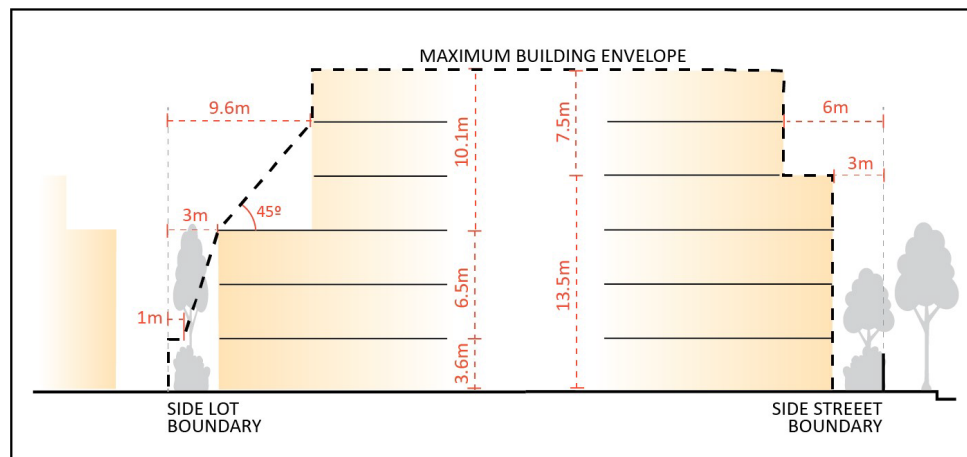 MAXIMUM BUILDING ENVELOPE
9.6m
10.1m
7.5m
6m
3m
3m
45º
6.5m
13.5m
1m
3.6m
SIDE LOT
BOUNDARY
SIDE STREEET
BOUNDARY